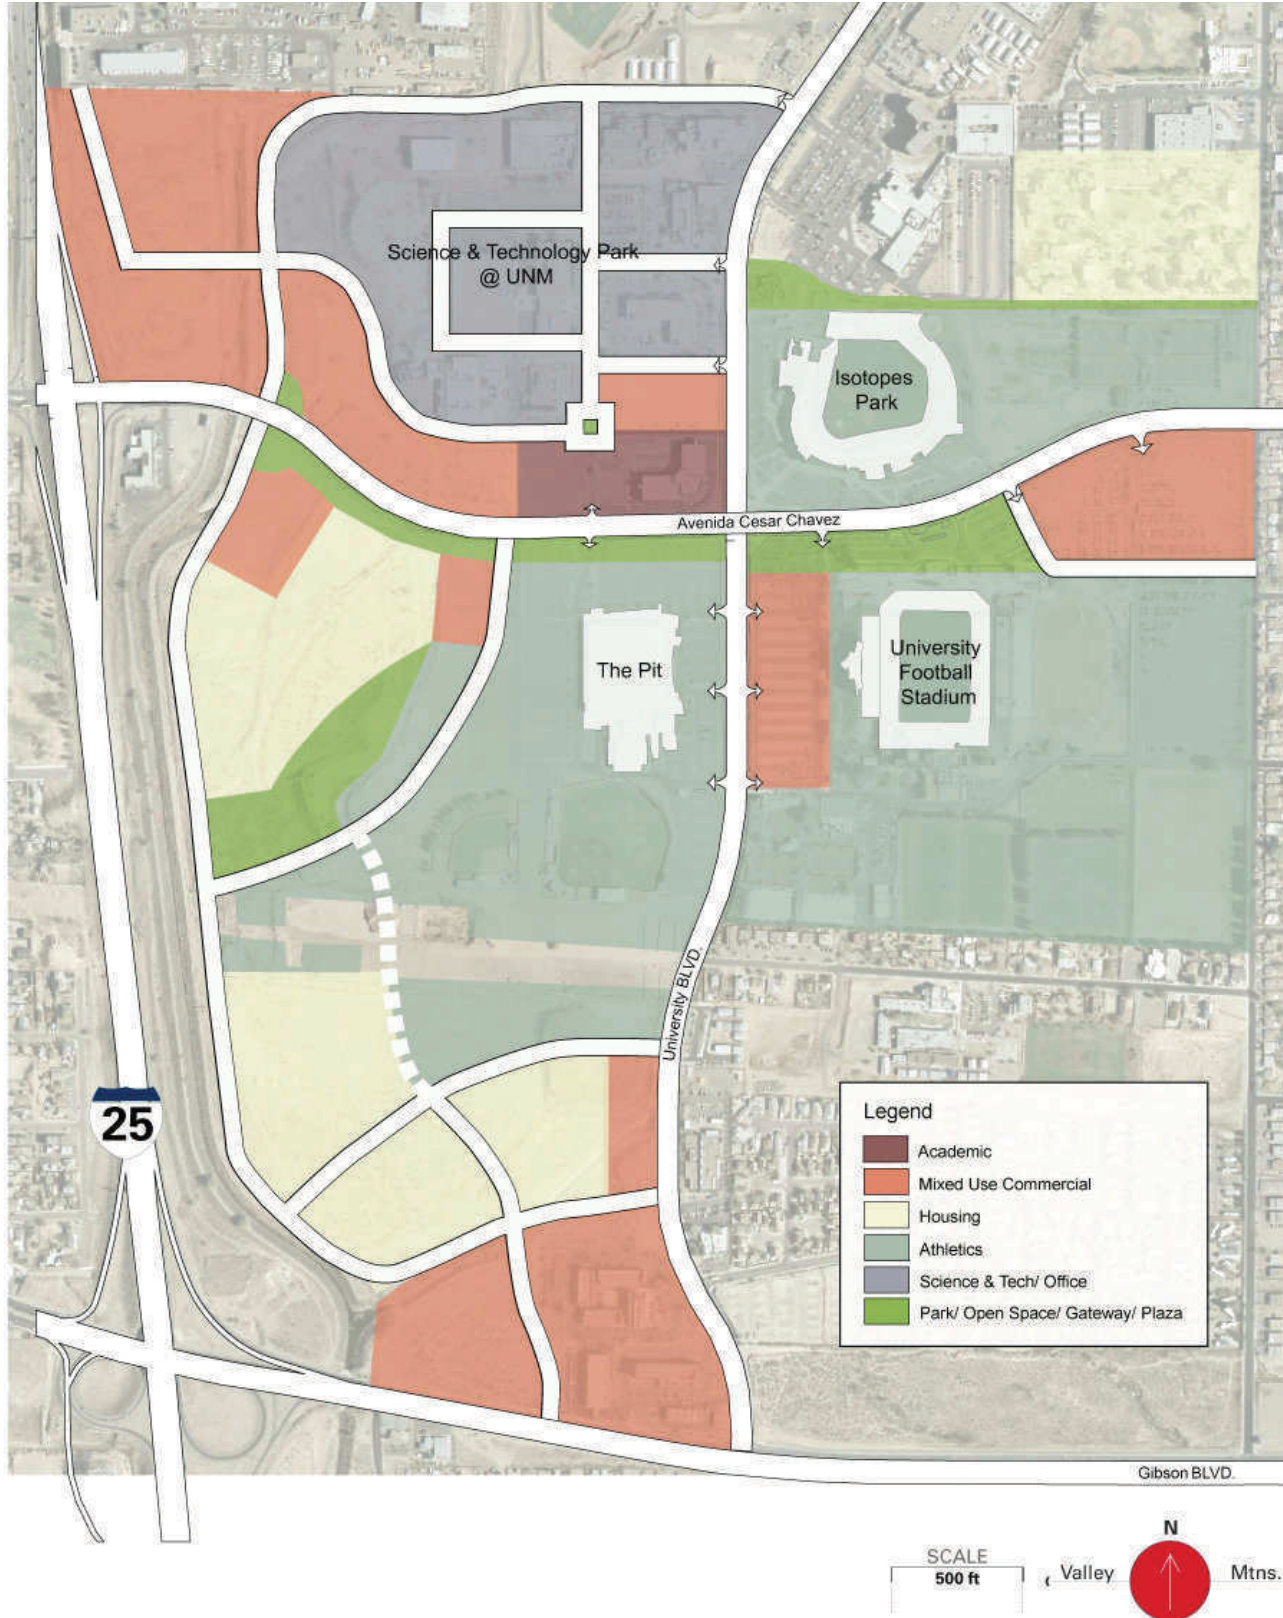 Science & Technology Park
@ UNM
Isotopes
Park
Avenida Cesar Chavez
The Pit
University
Football
Stadium
University BLVD.
25
Legend
Academic
Mixed Use Commercial
Housing
Athletics
Science & Tech/ Office
Park/ Open Space/ Gateway/ Plaza
Gibson BLVD.
N
SCALE
500 ft
Valley
Mtns.